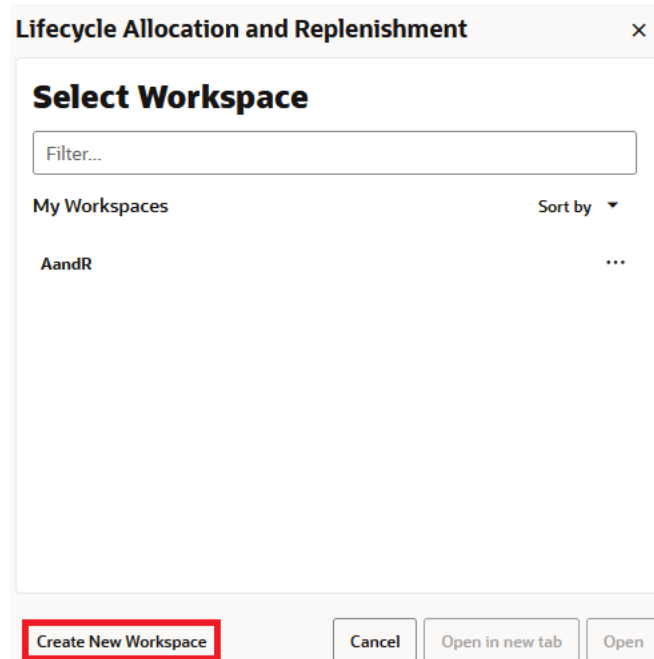 Lifecycle Allocation and Replenishment ×
Select Workspace
Filter...
My Workspaces Sort by
AandR ...
Create New Workspace Cancel Open in new tab Open